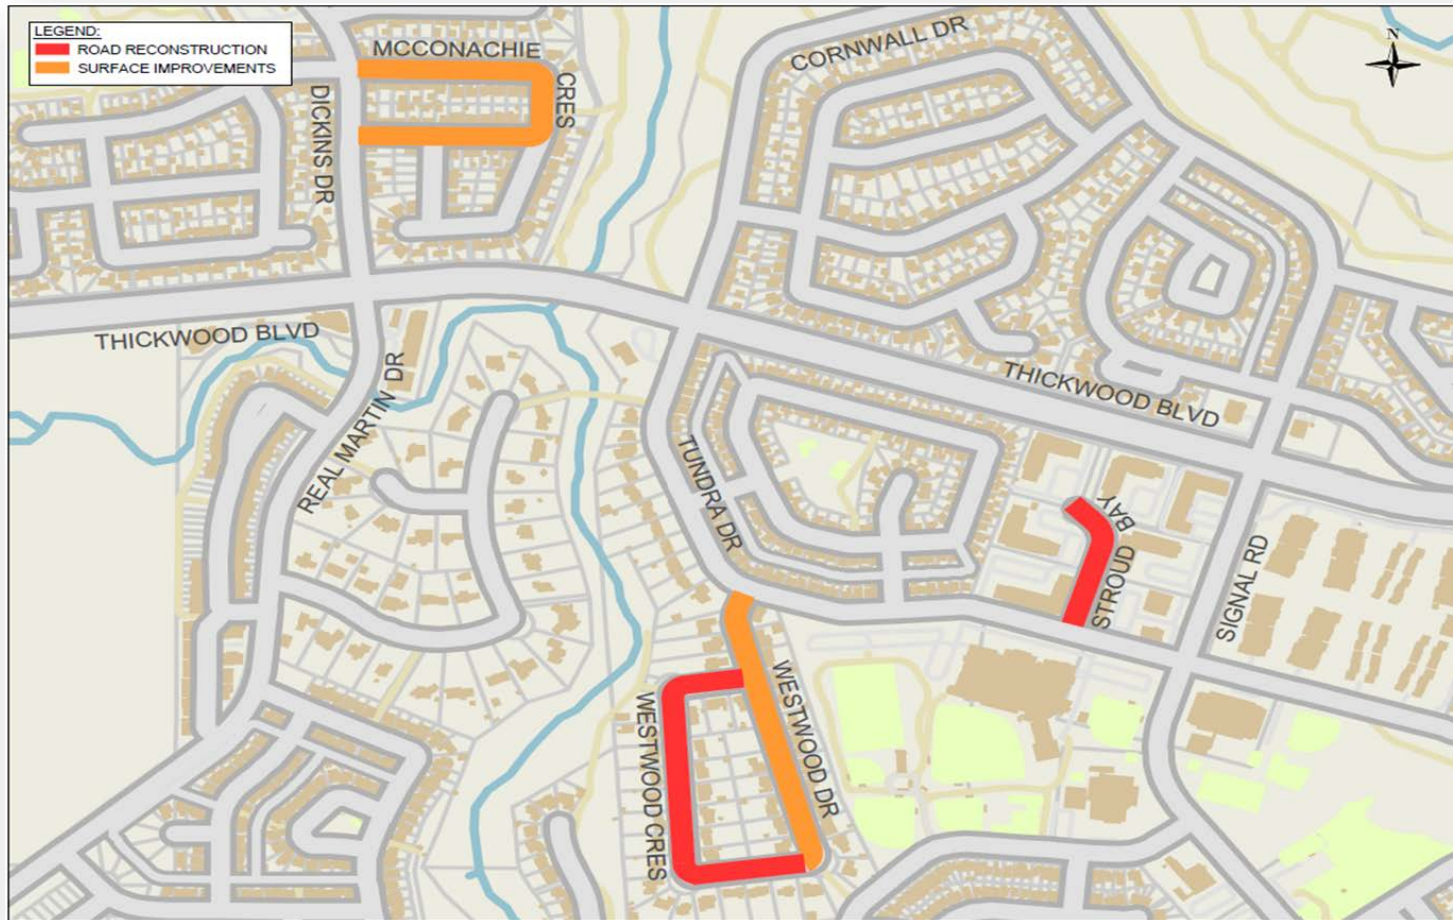 LEGEND:
ROAD RECONSTRUCTION
SURFACE IMPROVEMENTS
MCCONACHIE
CRES
CORNWALL DR
N
DICKINS DR
THICKWOOD BLVD
REAL MARTIN DR
THICKWOOD BLVD
TUNDRA DR
STROUD
BAY
SIGNAL RD
WESTWOOD CRES
WESTWOOD DR